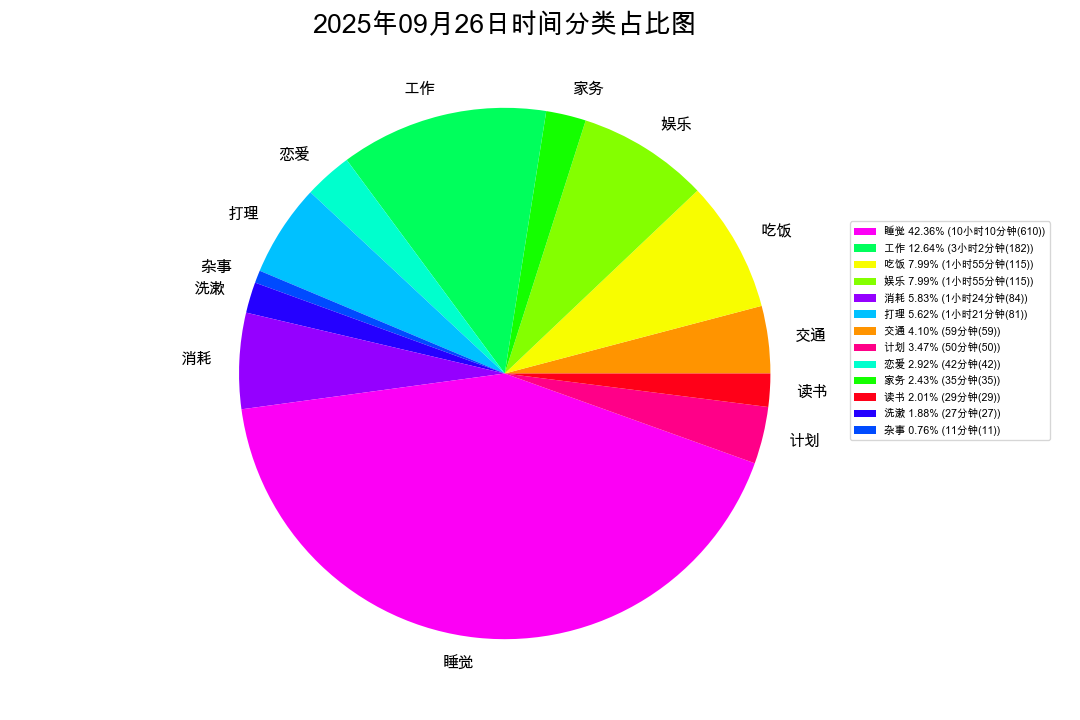 2025年09月26日时间分类占比图
工作
家务
娱乐
恋爱
打理
吃饭
杂事
洗漱
交通
消耗
读书
计划
睡觉
睡觉 42.36% (10小时10分钟(610))
工作 12.64% (3小时2分钟(182))
吃饭 7.99% (1小时55分钟(115))
娱乐 7.99% (1小时55分钟(115))
消耗 5.83% (1小时24分钟(84))
打理 5.62% (1小时21分钟(81))
交通 4.10% (59分钟(59))
计划 3.47% (50分钟(50))
恋爱 2.92% (42分钟(42))
家务 2.43% (35分钟(35))
读书 2.01% (29分钟(29))
洗漱 1.88% (27分钟(27))
杂事 0.76% (11分钟(11))